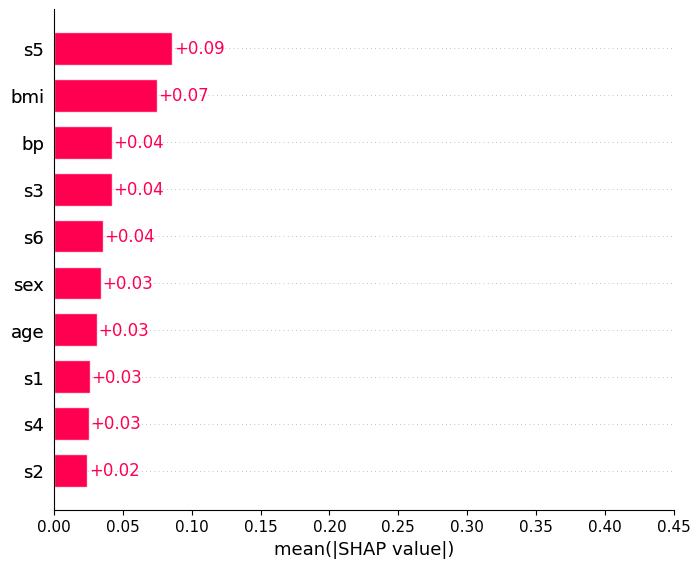 s5 +0.09
bmi +0.07
bp +0.04
s3 +0.04
s6 +0.04
sex +0.03
age +0.03
s1 +0.03
s4 +0.03
s2 +0.02
0.00 0.05 0.10 0.15 0.20 0.25 0.30 0.35 0.40 0.45
mean(|SHAP value|)